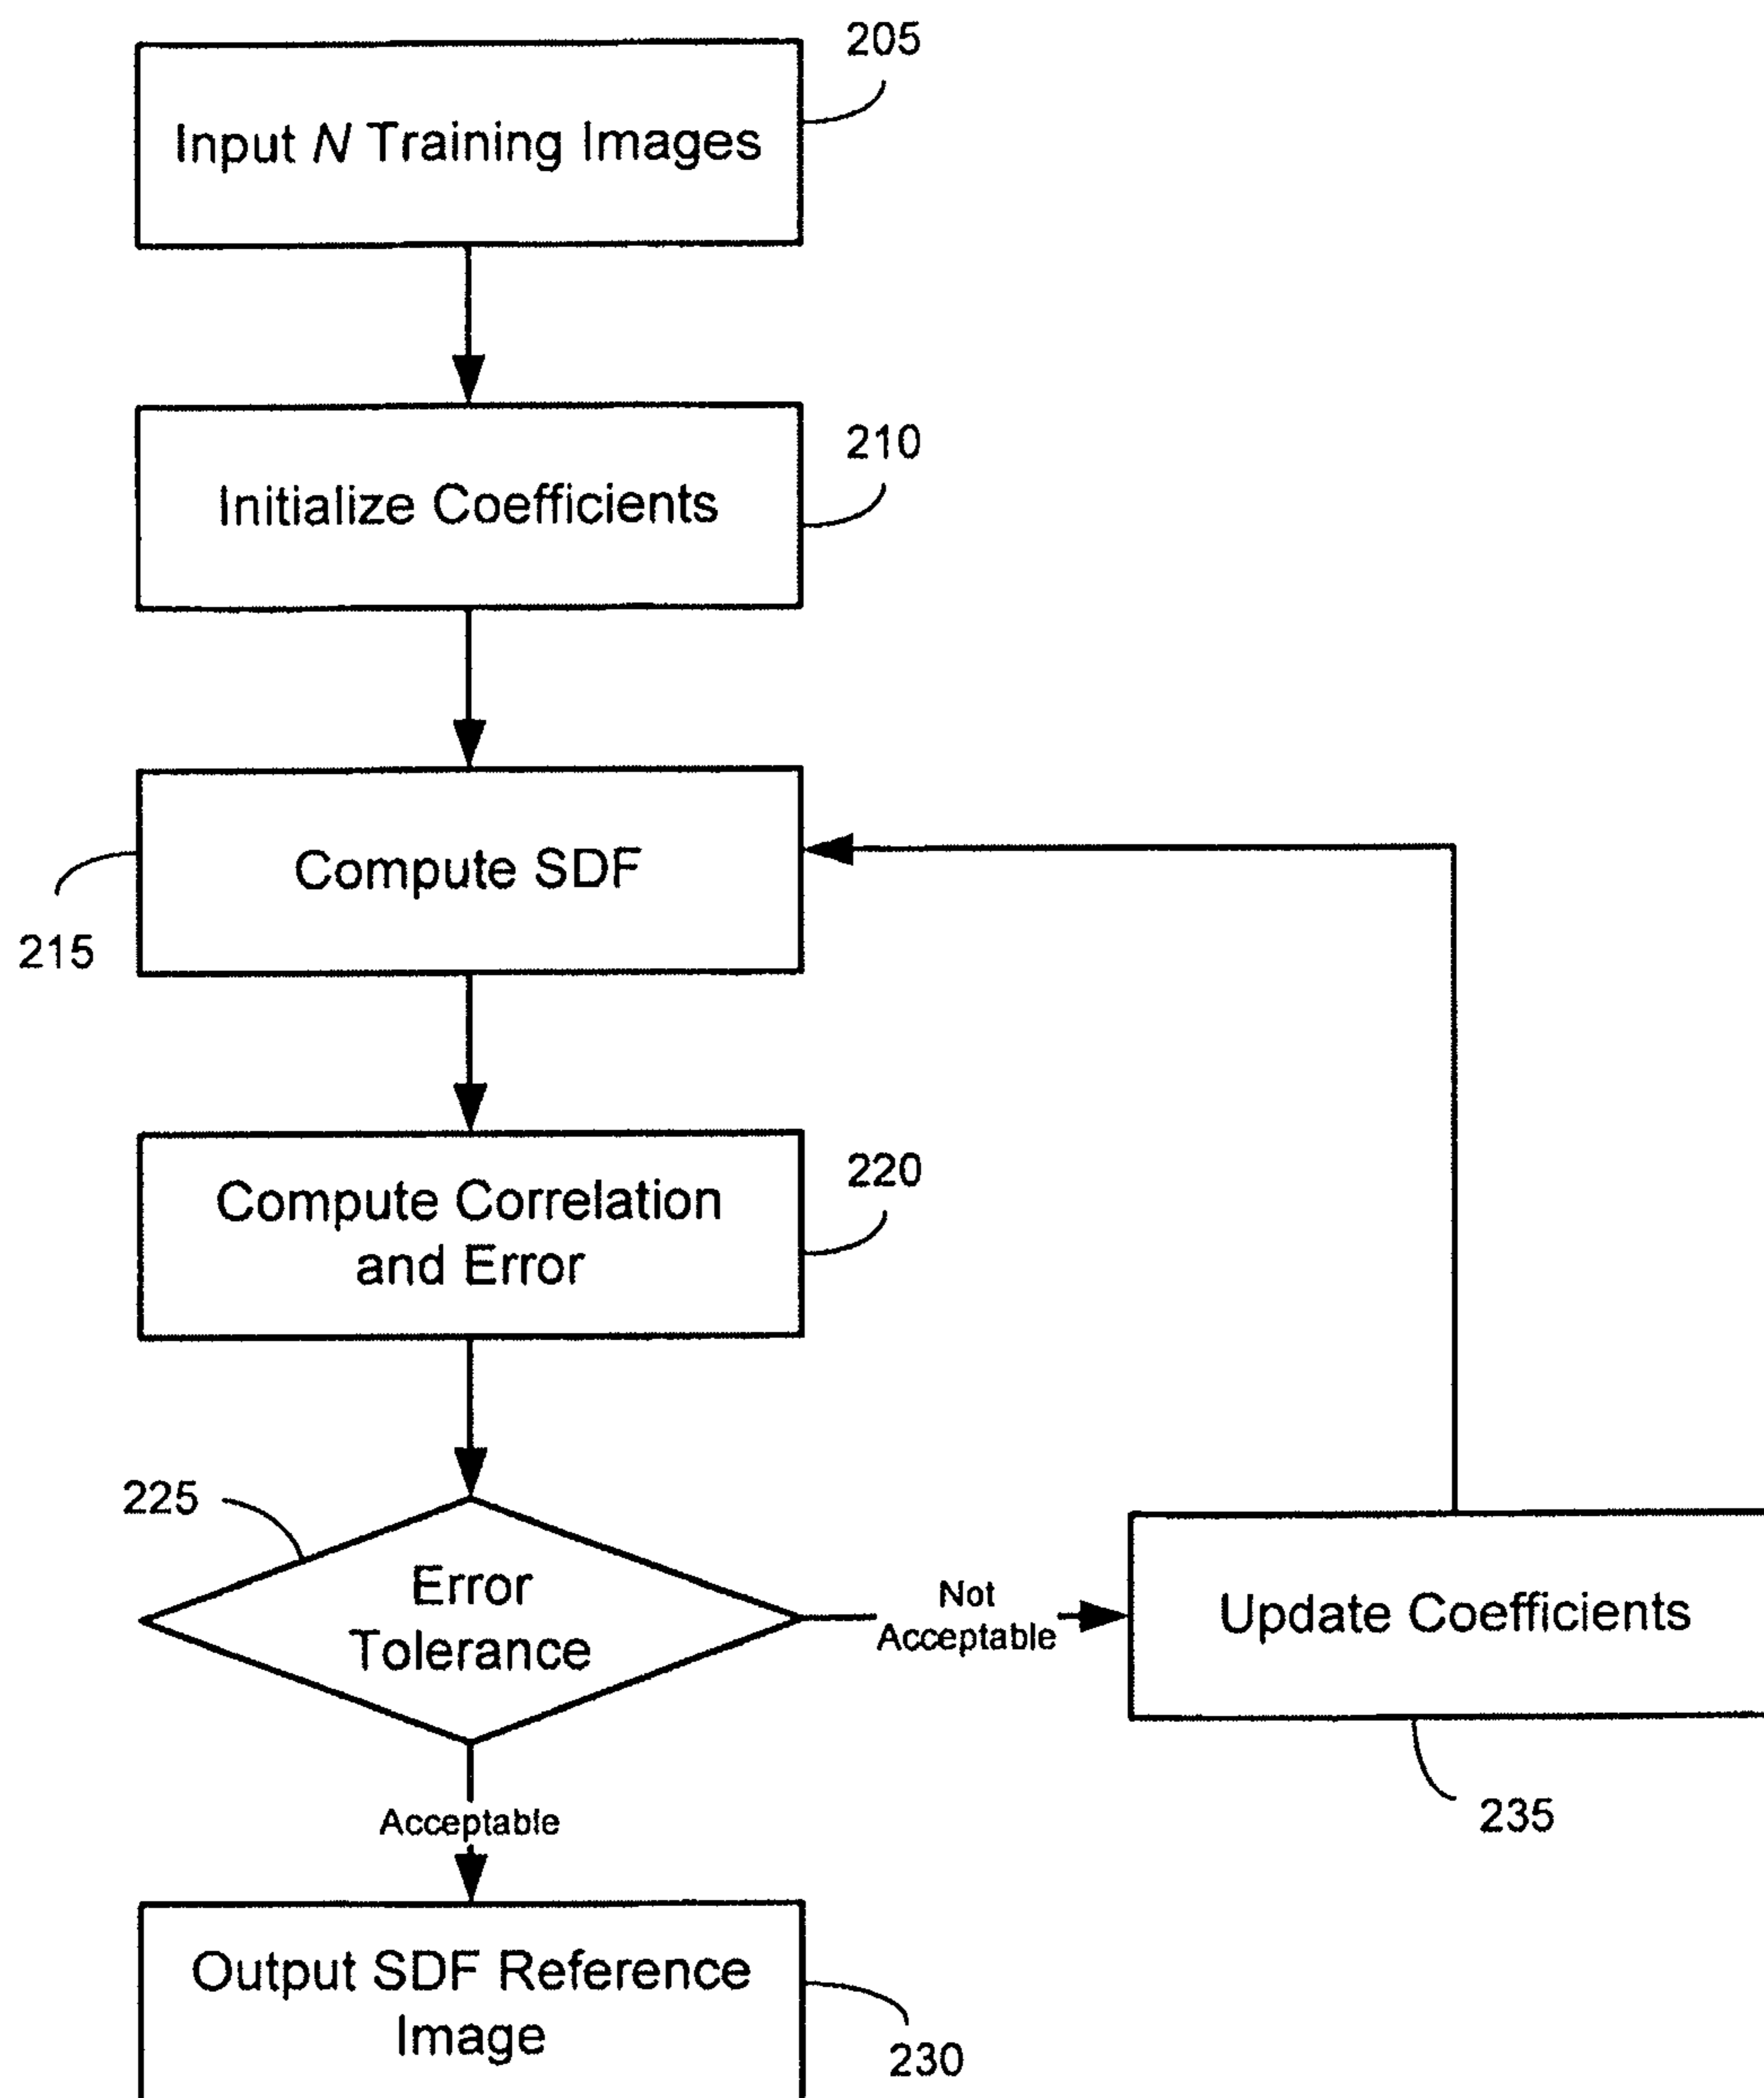 205
Input N Training Images
210
Initialize Coefficients
Compute SDF
215
220
Compute Correlation
and Error
225
Error
Tolerance
Not
Acceptable
Update Coefficients
235
Acceptable
Output SDF Reference
Image
230